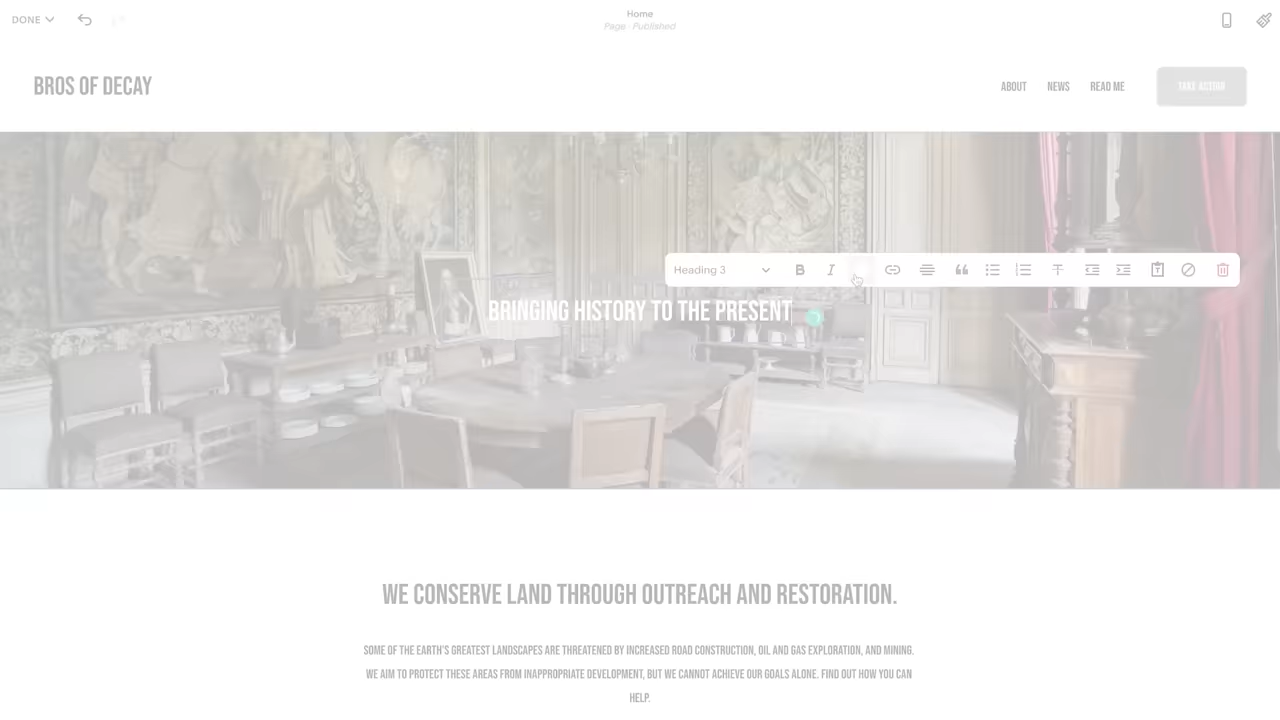 DONE
Home
Page · Published
BROS OF DECAY
ABOUT
NEWS
READ ME
TAKE ACTION
Heading 3
B
I
BRINGING HISTORY TO THE PRESENT
WE CONSERVE LAND THROUGH OUTREACH AND RESTORATION.
SOME OF THE EARTH'S GREATEST LANDSCAPES ARE THREATENED BY INCREASED ROAD CONSTRUCTION, OIL AND GAS EXPLORATION, AND MINING.
WE AIM TO PROTECT THESE AREAS FROM INAPPROPRIATE DEVELOPMENT, BUT WE CANNOT ACHIEVE OUR GOALS ALONE. FIND OUT HOW YOU CAN
HELP.